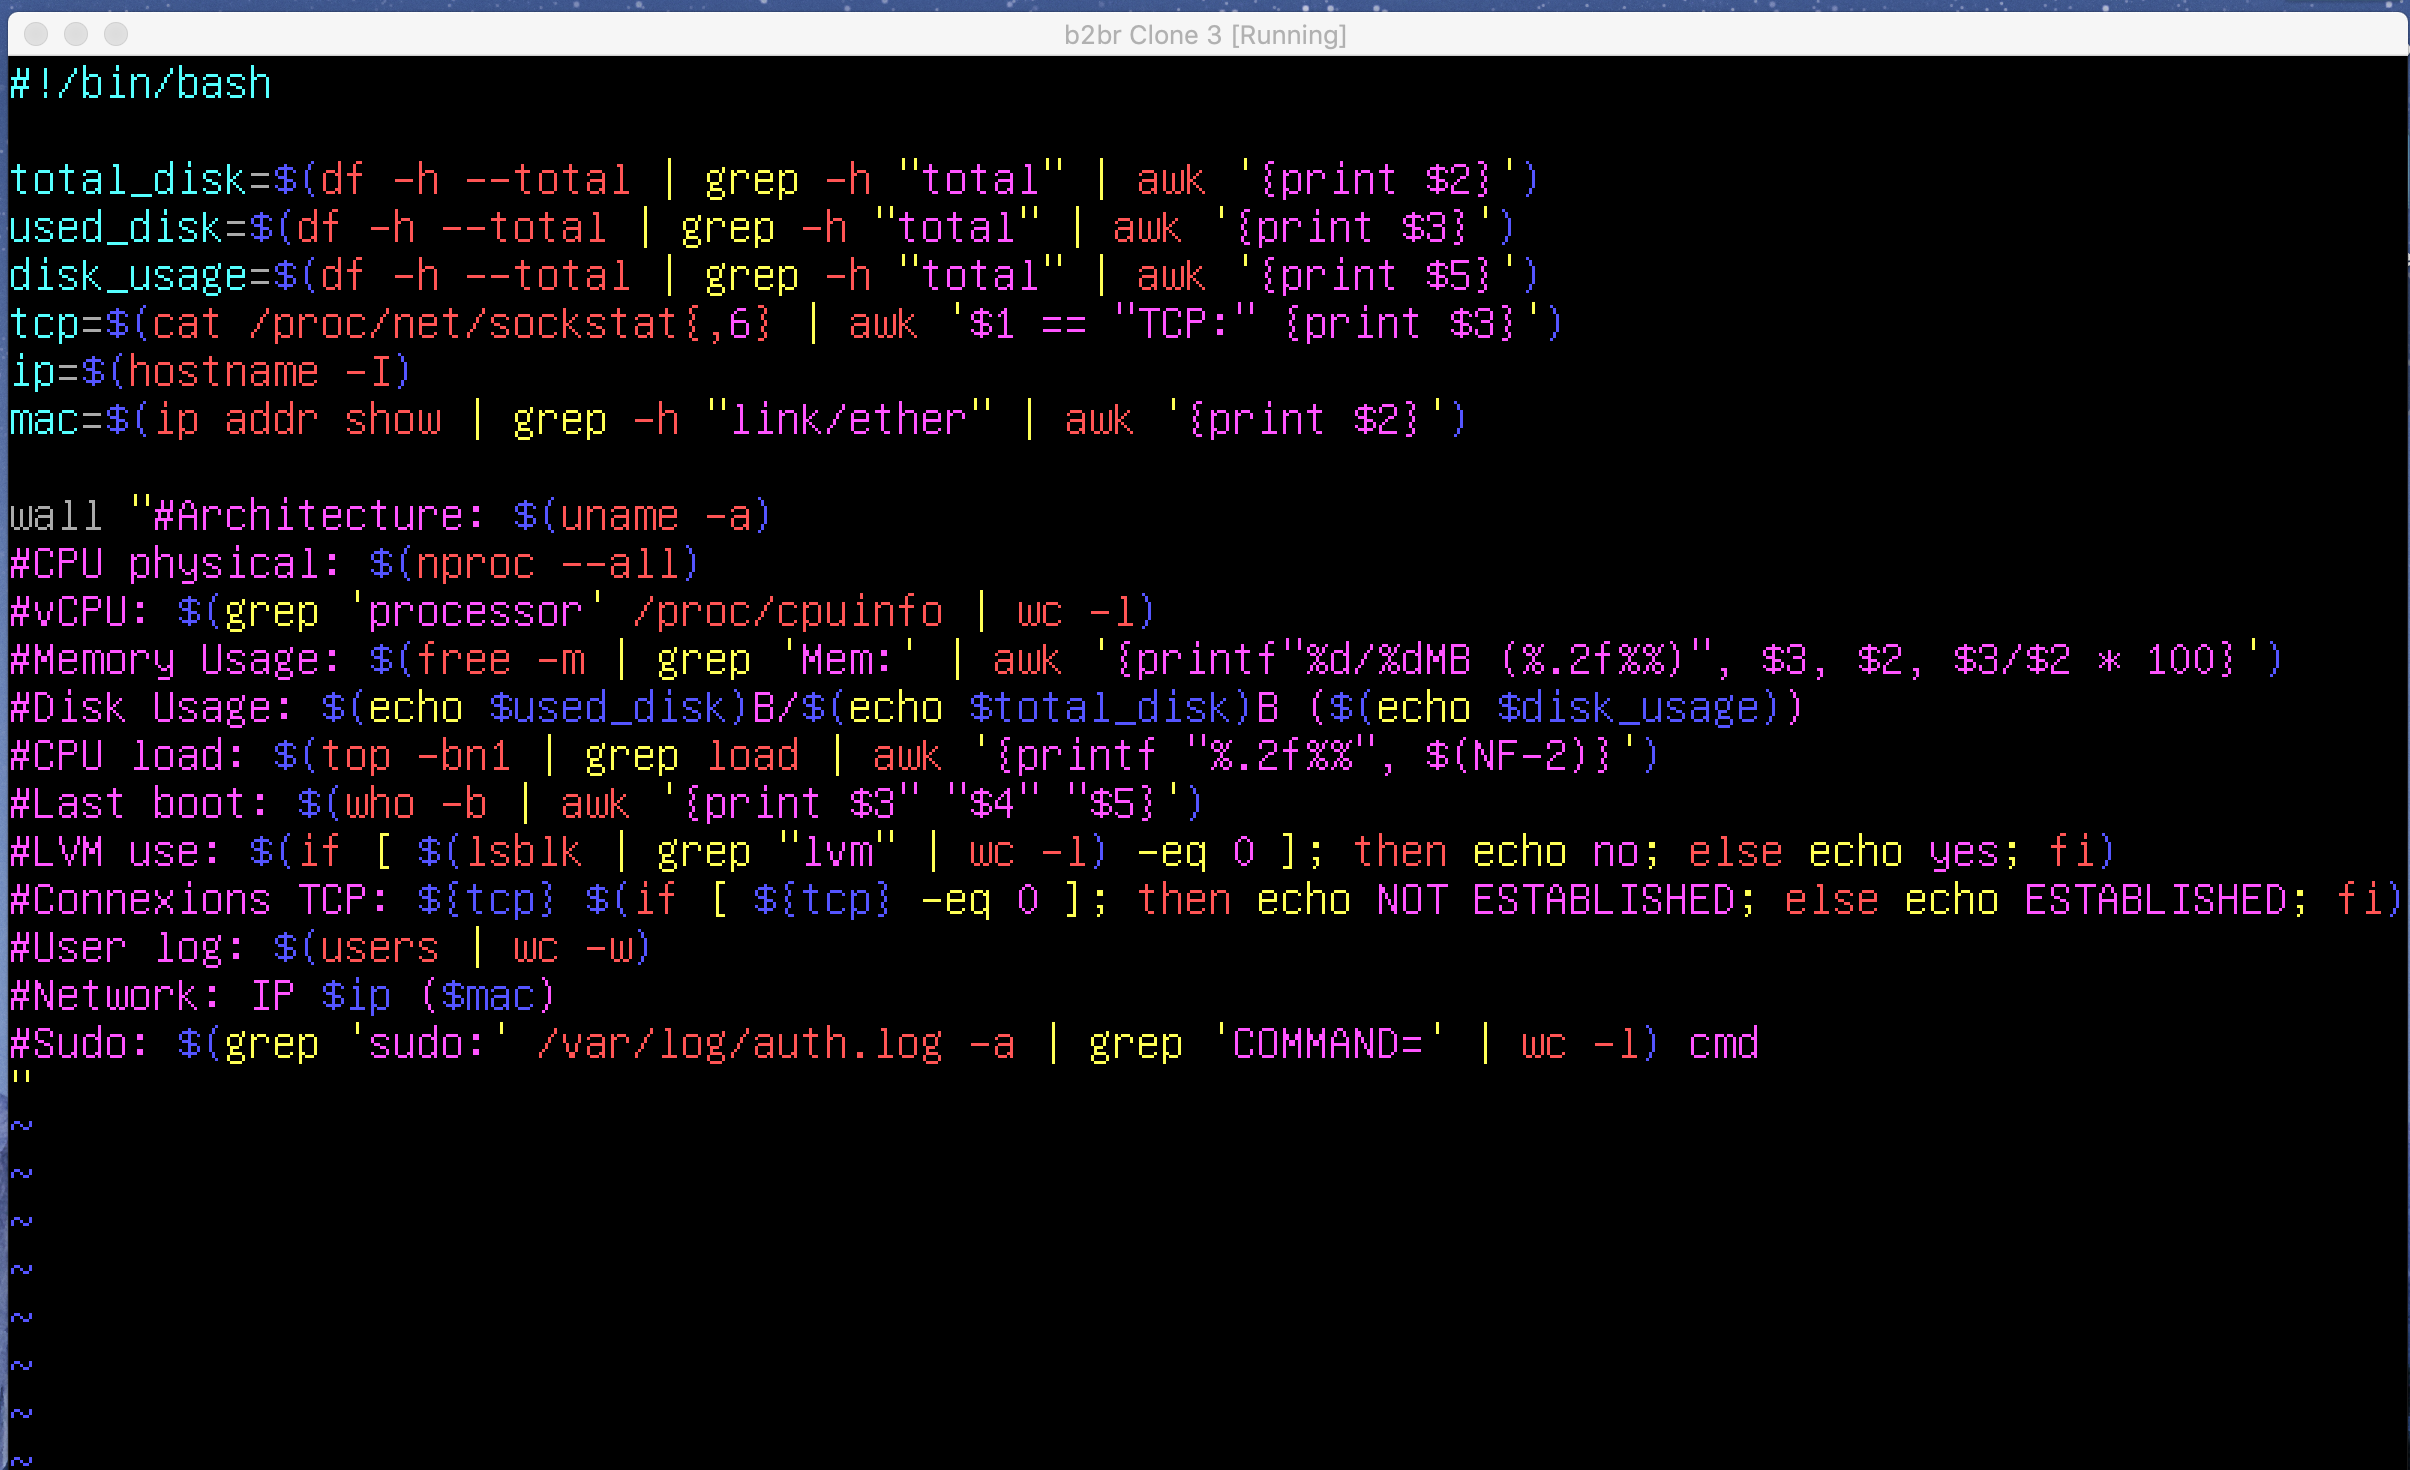 b2br Clone 3 [Running]
#!/bin/bash
total_disk=$(df -h --total | grep -h "total" | awk '{print $2}')
used_disk=$(df -h --total | grep -h "total" | awk '{print $3}')
disk_usage=$(df -h --total | grep -h "total" | awk '{print $5}')
tcp=$(cat /proc/net/sockstat{,6} | awk '$1 == "TCP:" {print $3}')
ip=$(hostname -I)
mac=$(ip addr show | grep -h "link/ether" | awk '{print $2}')
wall "#Architecture: $(uname -a)
#CPU physical: $(nproc --all)
#vCPU: $(grep 'processor' /proc/cpuinfo | wc -l)
#Memory Usage: $(free -m | grep 'Mem:' | awk '{printf"%d/%dMB (%.2f%%)", $3, $2, $3/$2 * 100}')
#Disk Usage: $(echo $used_disk)B/$(echo $total_disk)B ($(echo $disk_usage))
#CPU load: $(top -bn1 | grep load | awk '{printf "%.2f%%", $(NF-2)}')
#Last boot: $(who -b | awk '{print $3" "$4" "$5}')
#LVM use: $(if [ $(lsblk | grep "lvm" | wc -l) -eq 0 ]; then echo no; else echo yes; fi)
#Connexions TCP: ${tcp} $(if [ ${tcp} -eq 0 ]; then echo NOT ESTABLISHED; else echo ESTABLISHED; fi)
#User log: $(users | wc -w)
#Network: IP $ip ($mac)
#Sudo: $(grep 'sudo:' /var/log/auth.log -a | grep 'COMMAND=' | wc -l) cmd
"
~
~
~
~
~
~
~
~